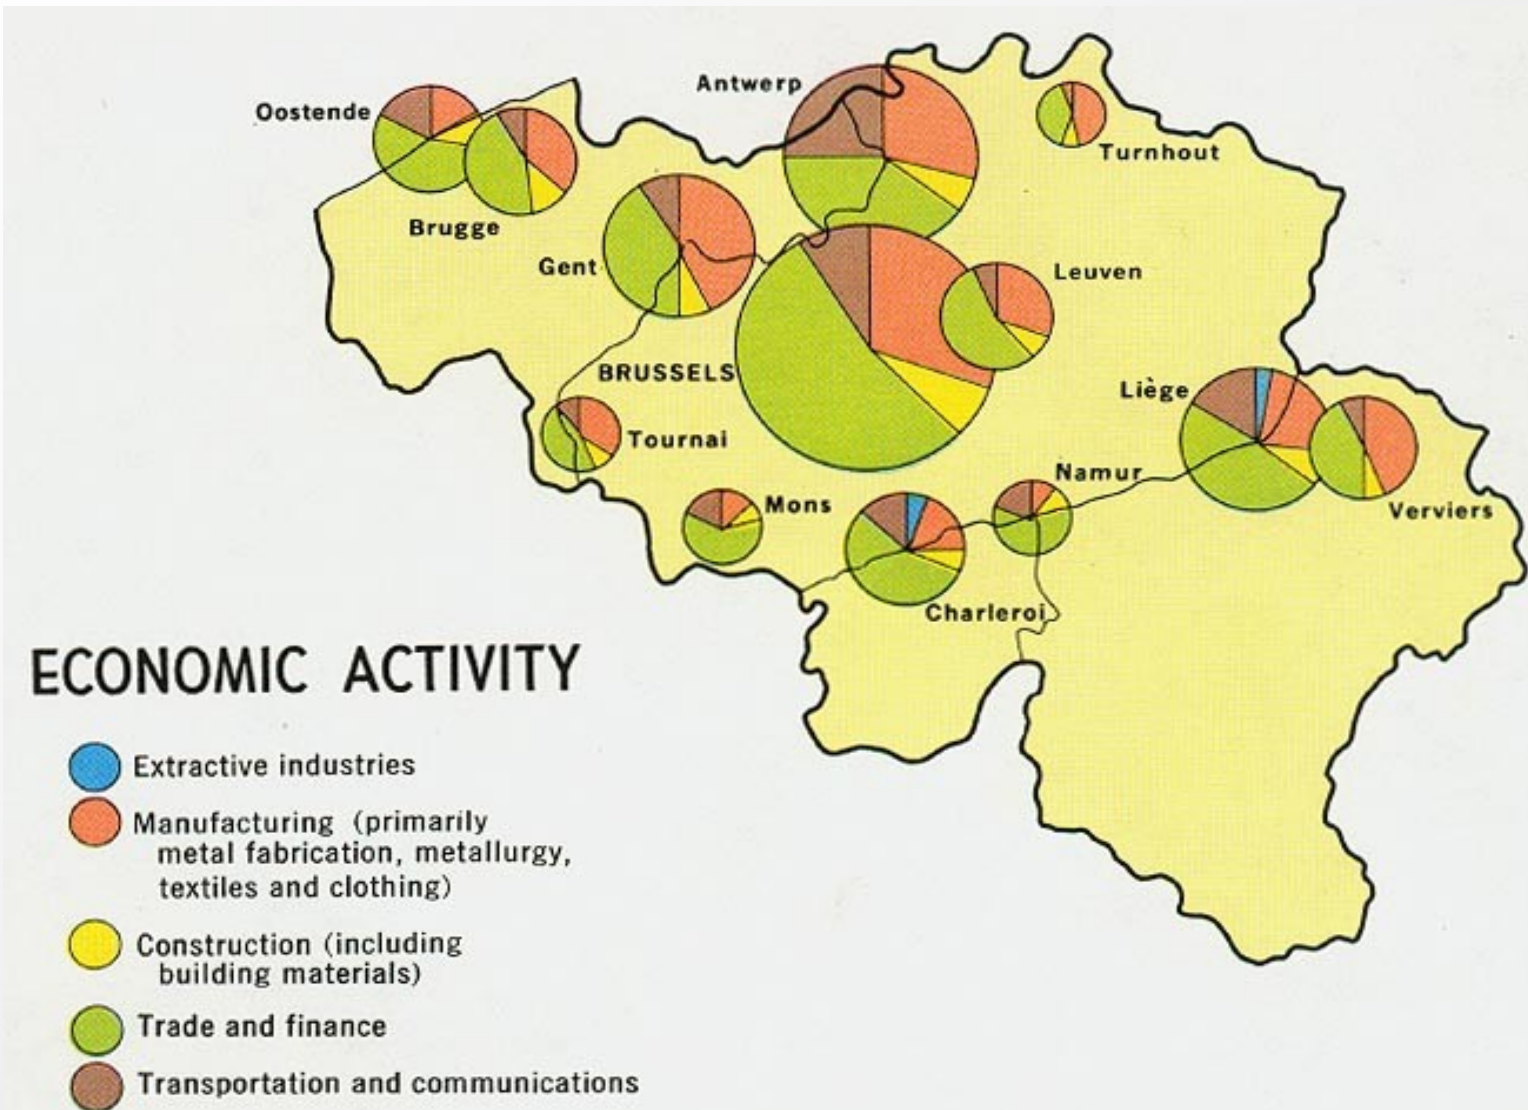 Antwerp
Oostende
Turnhout
Brugge
Gent
Leuven
BRUSSELS
Liège
Tournai
Namur
Mons
Verviers
Charleroi
ECONOMIC ACTIVITY
Extractive industries
Manufacturing (primarily
metal fabrication, metallurgy,
textiles and clothing)
Construction (including
building materials)
Trade and finance
Transportation and communications